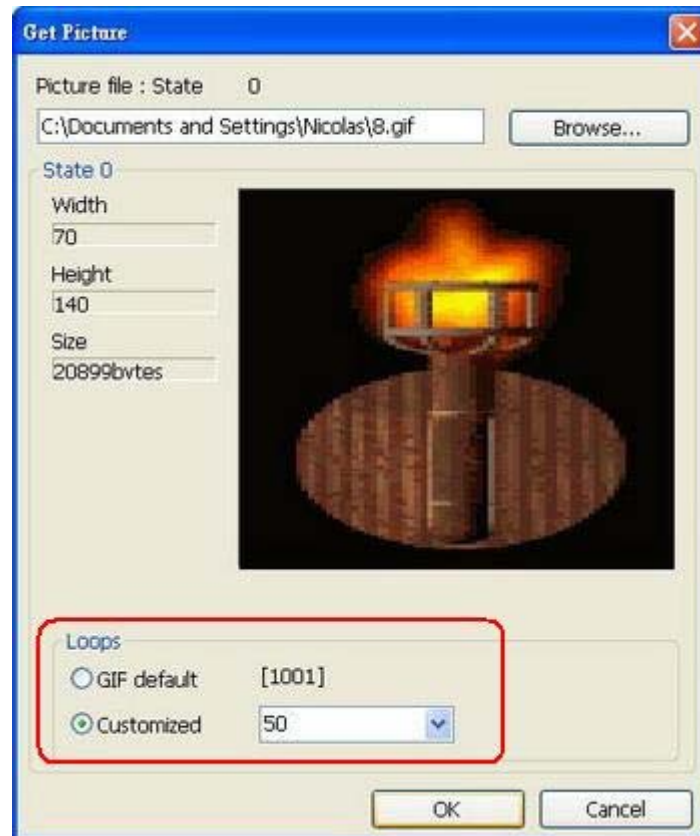 Get Picture
Picture file : State 0
C:\Documents and Settings\Nicolas\8.gif
Browse...
State 0
Width
70
Height
140
Size
20899bytes
Loops
GIF default [1001]
Customized 50
OK Cancel